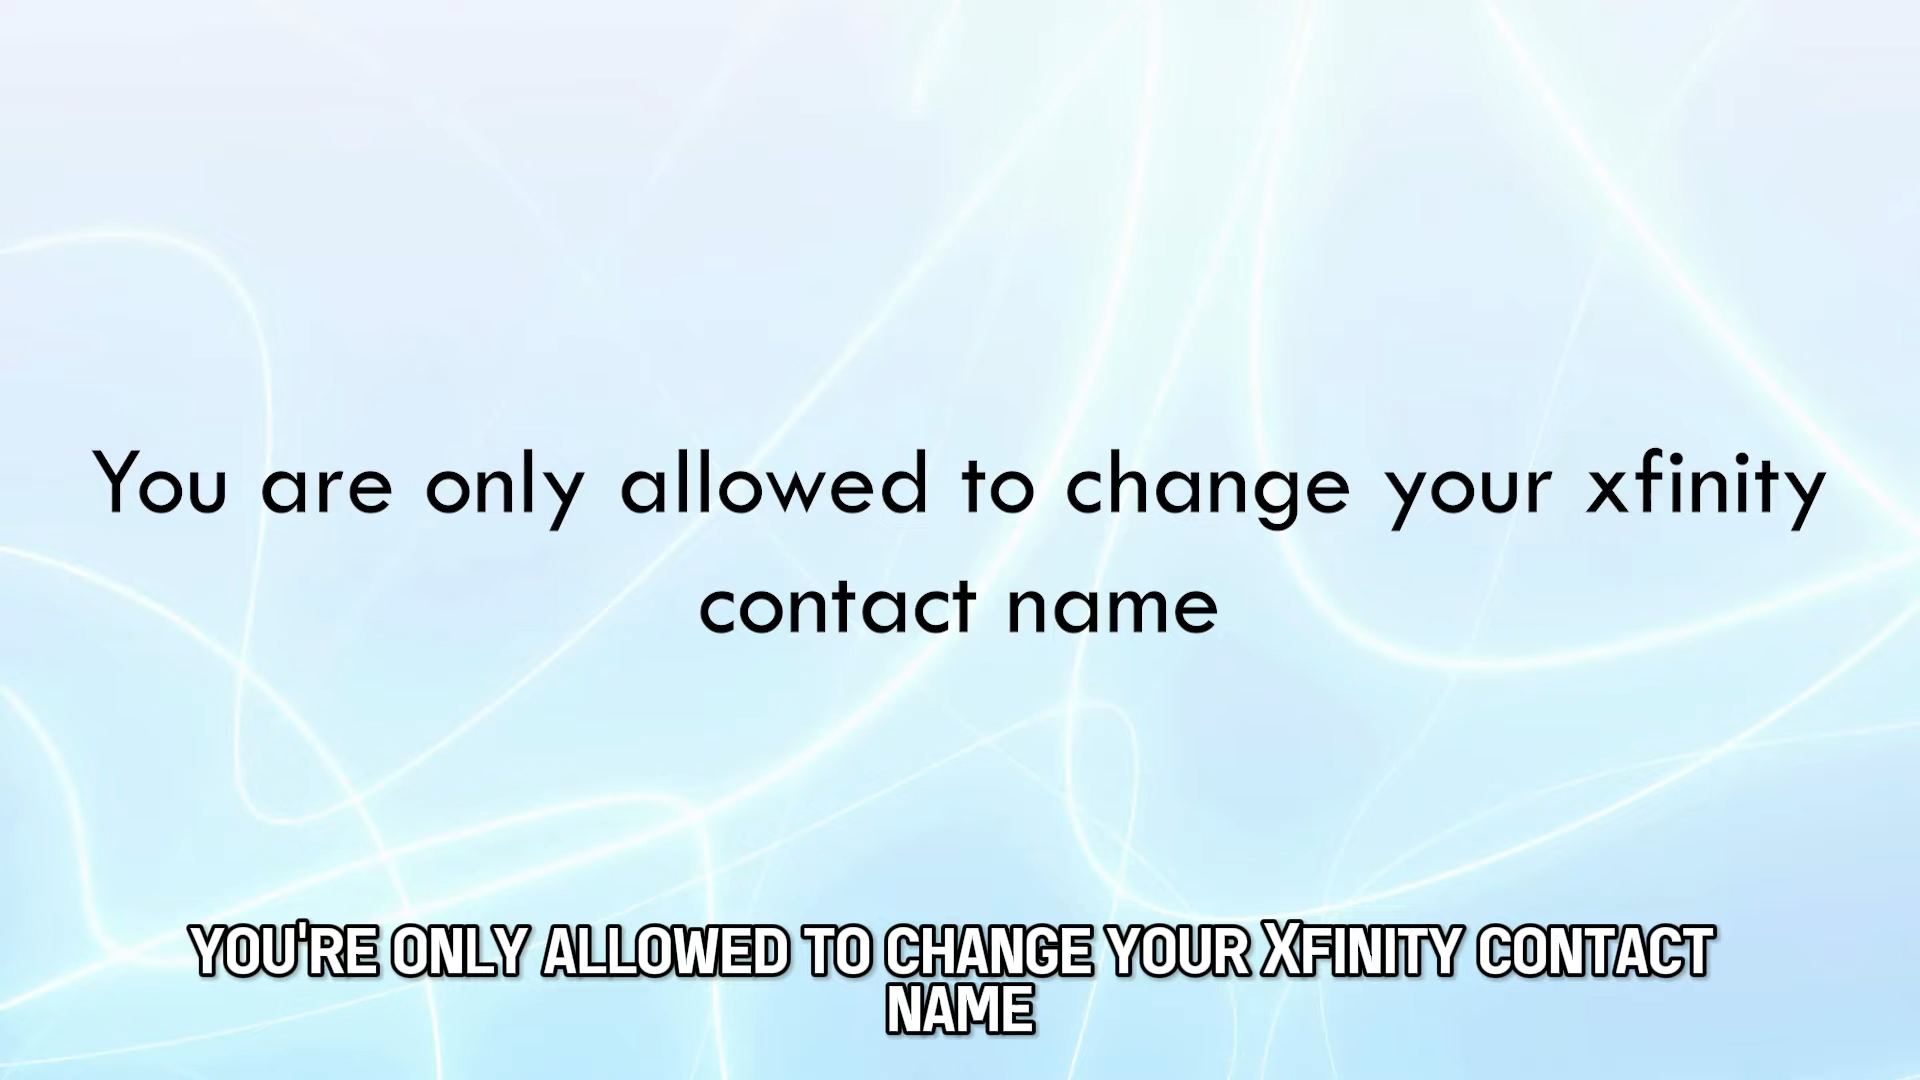 You are only allowed to change your xfinity
contact name
YOU'RE ONLY ALLOWED TO CHANGE YOUR XFINITY CONTACT
NAME